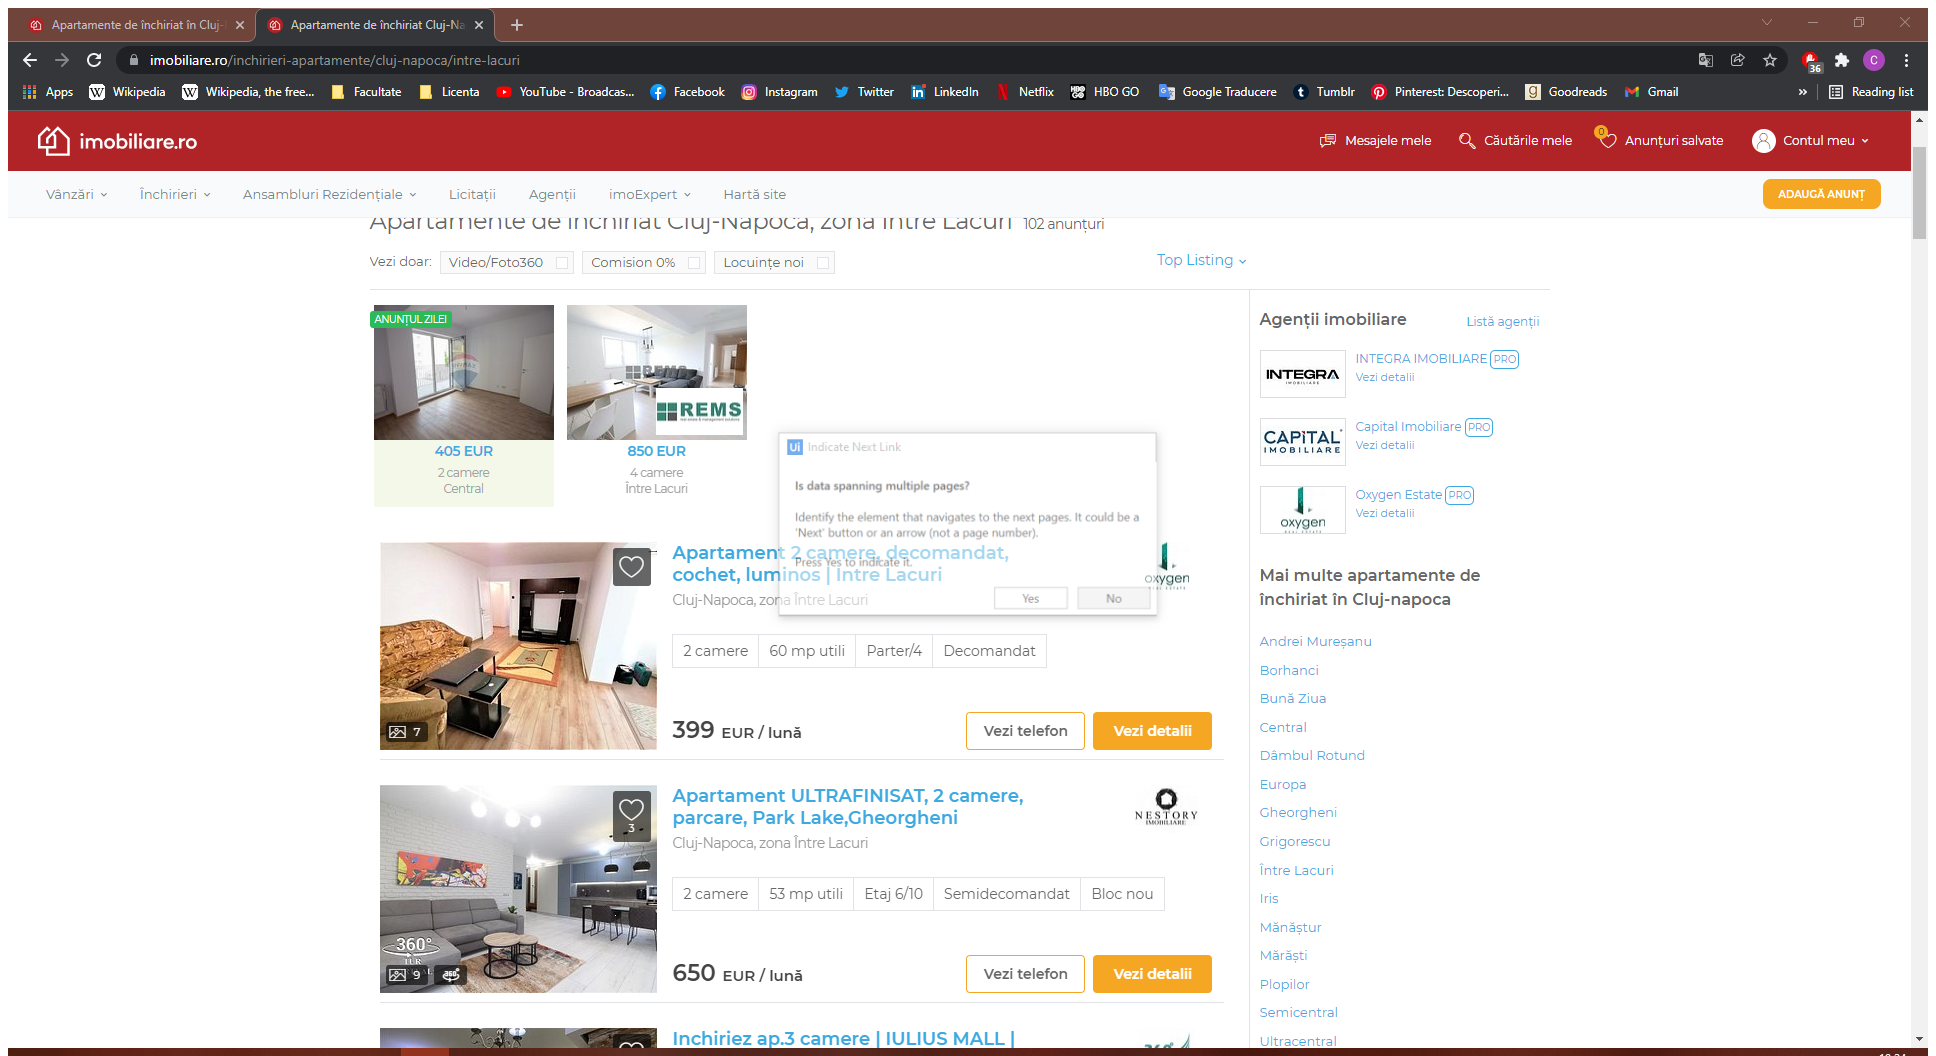 Apartamente de închiriat în Cluj-
Apartamente de închiriat Cluj-Na
imobiliare.ro/inchirieri-apartamente/cluj-napoca/intre-lacuri
36
C
Apps
Wikipedia
Wikipedia, the free...
Facultate
Licenta
YouTube - Broadcas...
Facebook
Instagram
Twitter
LinkedIn
Netflix
HBO GO
Google Traducere
Tumblr
Pinterest: Descoperi...
Goodreads
Gmail
»
Reading list
imobiliare.ro
Mesajele mele
Căutările mele
0
Anunțuri salvate
Contul meu
Vânzări
Închirieri
Ansambluri Rezidențiale
Licitații
Agenții
imoExpert
Hartă site
ADAUGĂ ANUNȚ
Apartamente de închiriat Cluj-Napoca, zona Între Lacuri 102 anunțuri
Vezi doar:
Video/Foto360
Comision 0%
Locuințe noi
Top Listing
ANUNȚUL ZILEI
405 EUR
2 camere
Central
REMS
REMS
850 EUR
4 camere
Între Lacuri
Ui Indicate Next Link
Is data spanning multiple pages?
Identify the element that navigates to the next pages. It could be a
'Next' button or an arrow (not a page number).
Press Yes to indicate it.
Yes
No
Apartament 2 camere, decomandat,
cochet, luminos | Intre Lacuri
Cluj-Napoca, zona Între Lacuri
oxygen
2 camere
60 mp utili
Parter/4
Decomandat
7
399 EUR / lună
Vezi telefon
Vezi detalii
Apartament ULTRAFINISAT, 2 camere,
parcare, Park Lake,Gheorgheni
Cluj-Napoca, zona Între Lacuri
NESTORY
IMOBILIARE
3
2 camere
53 mp utili
Etaj 6/10
Semidecomandat
Bloc nou
360°
9
360°
650 EUR / lună
Vezi telefon
Vezi detalii
Inchiriez ap.3 camere | IULIUS MALL |
Agenții imobiliare
Listă agenții
INTEGRA
IMOBILIARE
INTEGRA IMOBILIARE PRO
Vezi detalii
CAPITAL
IMOBILIARE
Capital Imobiliare PRO
Vezi detalii
oxygen
REAL ESTATE
Oxygen Estate PRO
Vezi detalii
Mai multe apartamente de
închiriat în Cluj-napoca
Andrei Mureșanu
Borhanci
Bună Ziua
Central
Dâmbul Rotund
Europa
Gheorgheni
Grigorescu
Între Lacuri
Iris
Mănăștur
Mărăști
Plopilor
Semicentral
Ultracentral